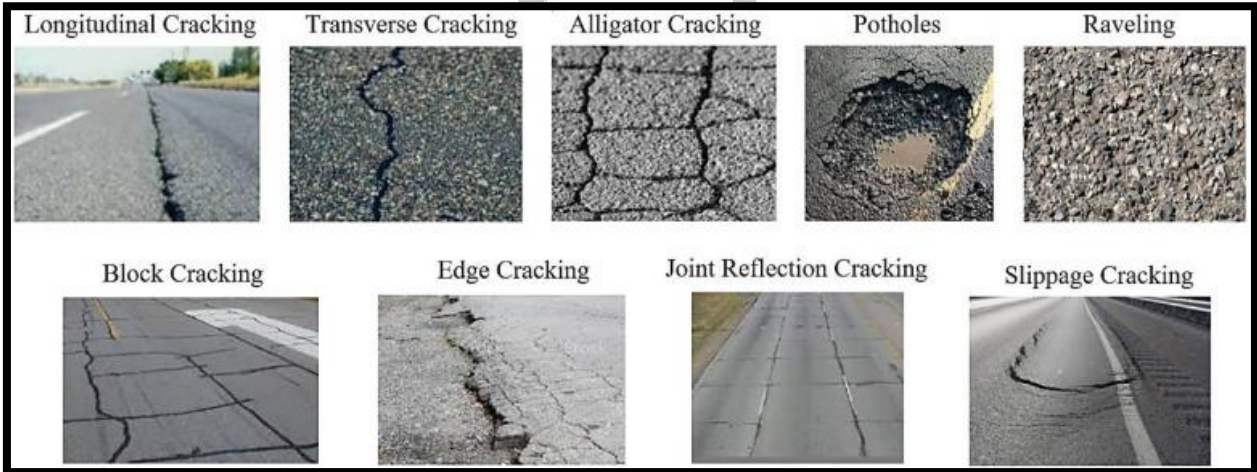 Longitudinal Cracking
Transverse Cracking
Alligator Cracking
Potholes
Raveling
Block Cracking
Edge Cracking
Joint Reflection Cracking
Slippage Cracking